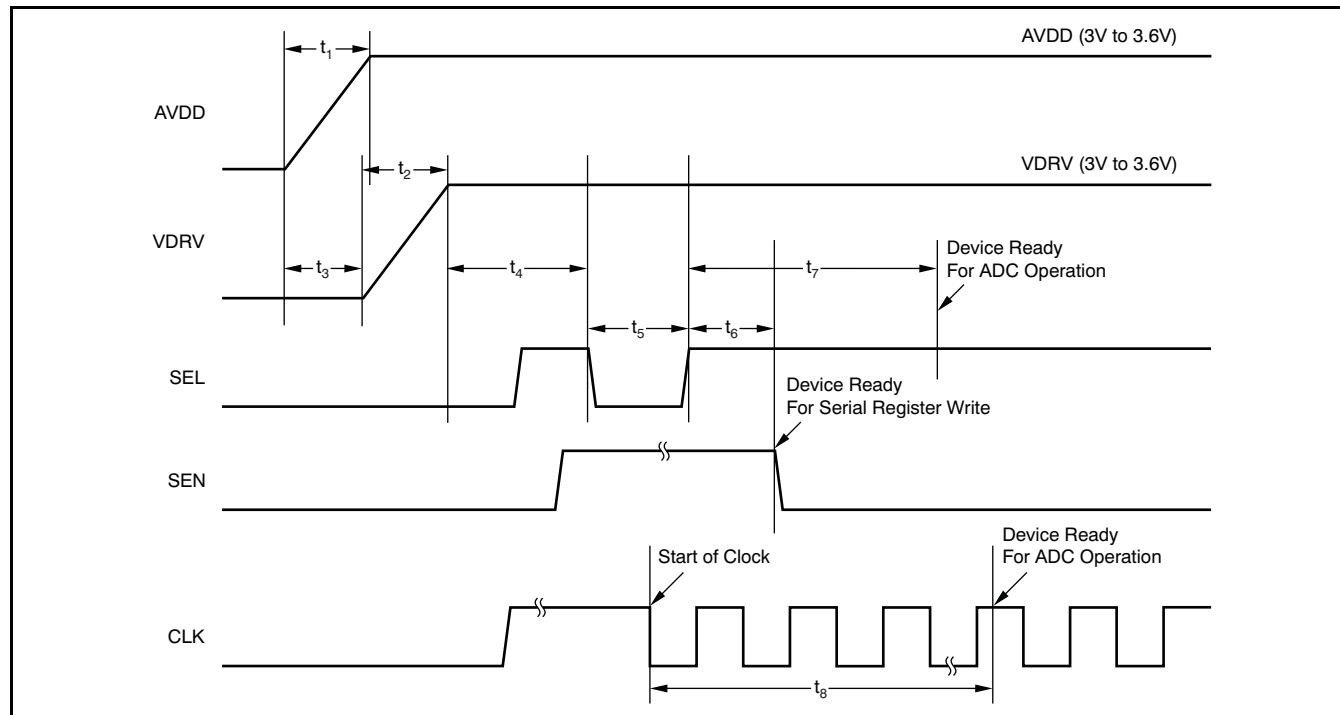 AVDD (3V to 3.6V)
t1
AVDD
t2
VDRV (3V to 3.6V)
VDRV
t3
t4
t7
Device Ready
For ADC Operation
t5
t6
SEL
Device Ready
For Serial Register Write
SEN
Start of Clock
Device Ready
For ADC Operation
CLK
t8